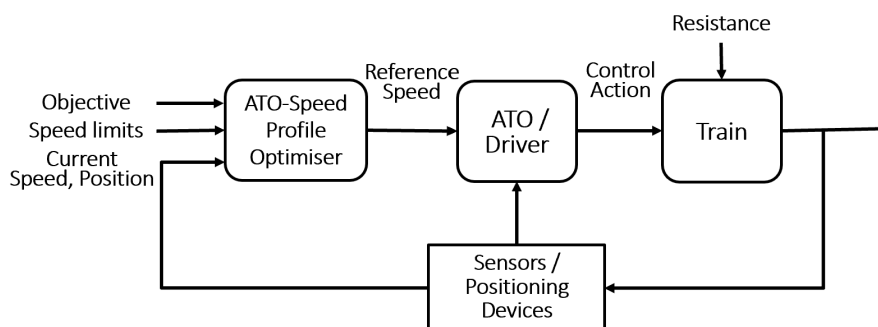 Resistance
Objective
Speed limits
Current
Speed, Position
ATO-Speed
Profile
Optimiser
Reference
Speed
ATO /
Driver
Control
Action
Train
Sensors /
Positioning
Devices